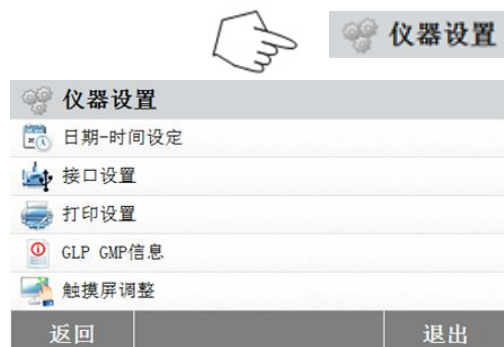 仪器设置
仪器设置
日期-时间设定
接口设置
打印设置
GLP GMP信息
触摸屏调整
返回 退出